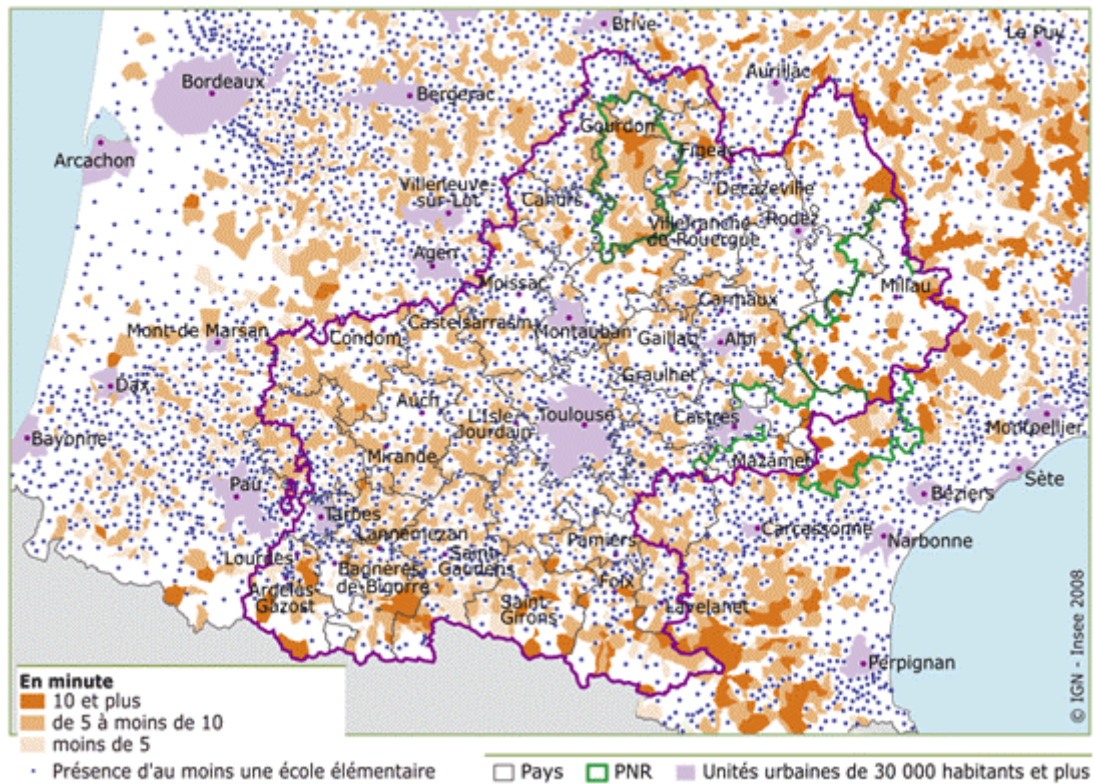 Brive
Le Puy
Bordeaux
Aurillac
Bergerac
Gourdon
Arcachon
Figeac
Villeneuve-
sur-Lot
Decazeville
Cahors
Rodez
Villefranche-
de-Rouergue
Agen
Moissac
Millau
Carmaux
Castelsarrasin
Mont-de Marsan
Condom
Montauban
Gaillac
Albi
Dax
Graulhet
Auch
L'Isle-
Jourdain
Toulouse
Castres
Bayonne
Montpellier
Mirande
Mazamet
Pau
Sète
Béziers
Tarbes
Carcassonne
Narbonne
Lannemezan
Pamiers
Lourdes
Saint-
Gaudens
Bagnères-
de-Bigorre
Foix
Argelès-
Gazost
Saint-
Girons
Lavelanet
Perpignan
© IGN - Insee 2008
En minute
10 et plus
de 5 à moins de 10
moins de 5
Présence d'au moins une école élémentaire
Pays
PNR
Unités urbaines de 30 000 habitants et plus